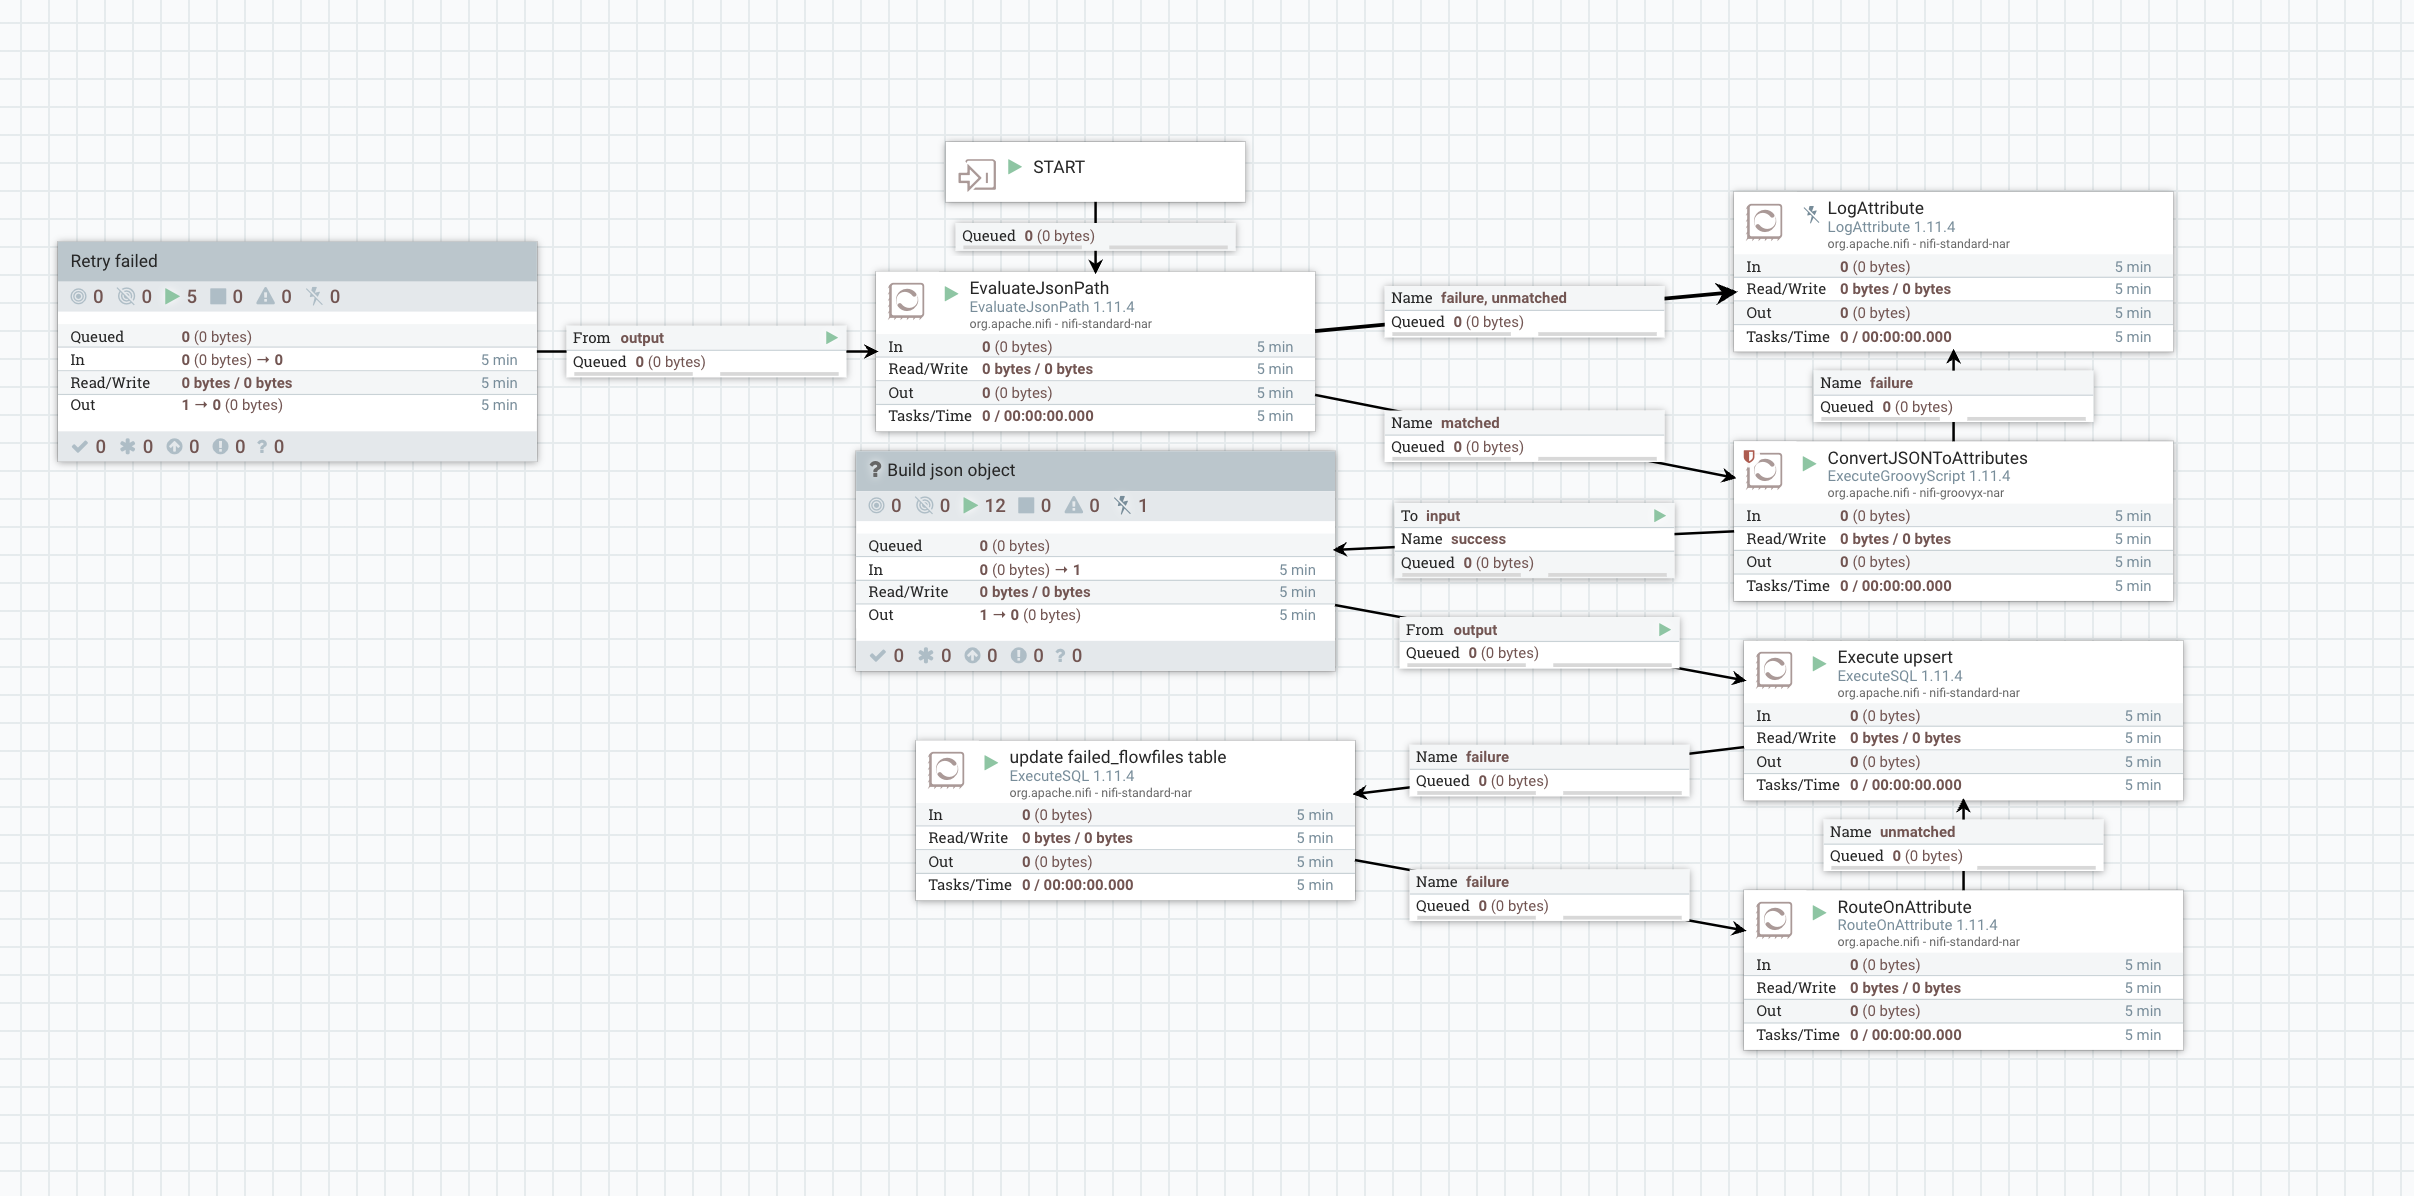 START
Queued 0 (0 bytes)
Retry failed
0 0 5 0 0 0
Queued 0 (0 bytes)
In 0 (0 bytes) → 0 5 min
Read/Write 0 bytes / 0 bytes 5 min
Out 1 → 0 (0 bytes) 5 min
0 0 0 0 ? 0
From output
Queued 0 (0 bytes)
EvaluateJsonPath
EvaluateJsonPath 1.11.4
org.apache.nifi - nifi-standard-nar
In 0 (0 bytes) 5 min
Read/Write 0 bytes / 0 bytes 5 min
Out 0 (0 bytes) 5 min
Tasks/Time 0 / 00:00:00.000 5 min
Name failure, unmatched
Queued 0 (0 bytes)
LogAttribute
LogAttribute 1.11.4
org.apache.nifi - nifi-standard-nar
In 0 (0 bytes) 5 min
Read/Write 0 bytes / 0 bytes 5 min
Out 0 (0 bytes) 5 min
Tasks/Time 0 / 00:00:00.000 5 min
Name failure
Queued 0 (0 bytes)
Name matched
Queued 0 (0 bytes)
ConvertJSONToAttributes
ExecuteGroovyScript 1.11.4
org.apache.nifi - nifi-groovyx-nar
In 0 (0 bytes) 5 min
Read/Write 0 bytes / 0 bytes 5 min
Out 0 (0 bytes) 5 min
Tasks/Time 0 / 00:00:00.000 5 min
To input
Name success
Queued 0 (0 bytes)
? Build json object
0 0 12 0 0 1
Queued 0 (0 bytes)
In 0 (0 bytes) → 1 5 min
Read/Write 0 bytes / 0 bytes 5 min
Out 1 → 0 (0 bytes) 5 min
0 0 0 0 ? 0
From output
Queued 0 (0 bytes)
Execute upsert
ExecuteSQL 1.11.4
org.apache.nifi - nifi-standard-nar
In 0 (0 bytes) 5 min
Read/Write 0 bytes / 0 bytes 5 min
Out 0 (0 bytes) 5 min
Tasks/Time 0 / 00:00:00.000 5 min
Name failure
Queued 0 (0 bytes)
update failed_flowfiles table
ExecuteSQL 1.11.4
org.apache.nifi - nifi-standard-nar
In 0 (0 bytes) 5 min
Read/Write 0 bytes / 0 bytes 5 min
Out 0 (0 bytes) 5 min
Tasks/Time 0 / 00:00:00.000 5 min
Name failure
Queued 0 (0 bytes)
Name unmatched
Queued 0 (0 bytes)
RouteOnAttribute
RouteOnAttribute 1.11.4
org.apache.nifi - nifi-standard-nar
In 0 (0 bytes) 5 min
Read/Write 0 bytes / 0 bytes 5 min
Out 0 (0 bytes) 5 min
Tasks/Time 0 / 00:00:00.000 5 min